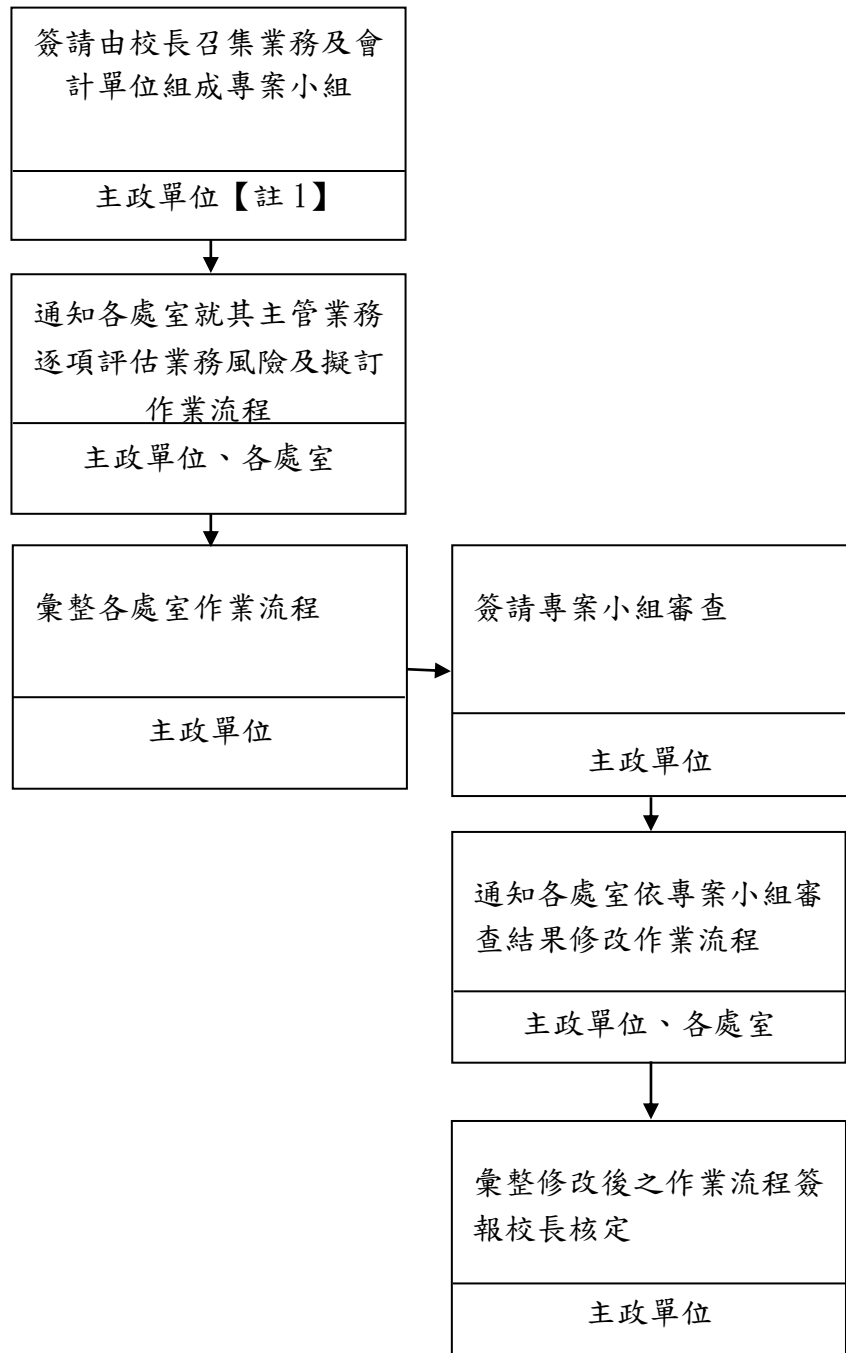 簽請由校長召集業務及會
計單位組成專案小組
主政單位【註1】
通知各處室就其主管業務
逐項評估業務風險及擬訂
作業流程
主政單位、各處室
彙整各處室作業流程
主政單位
簽請專案小組審查
主政單位
通知各處室依專案小組審
查結果修改作業流程
主政單位、各處室
彙整修改後之作業流程簽
報校長核定
主政單位